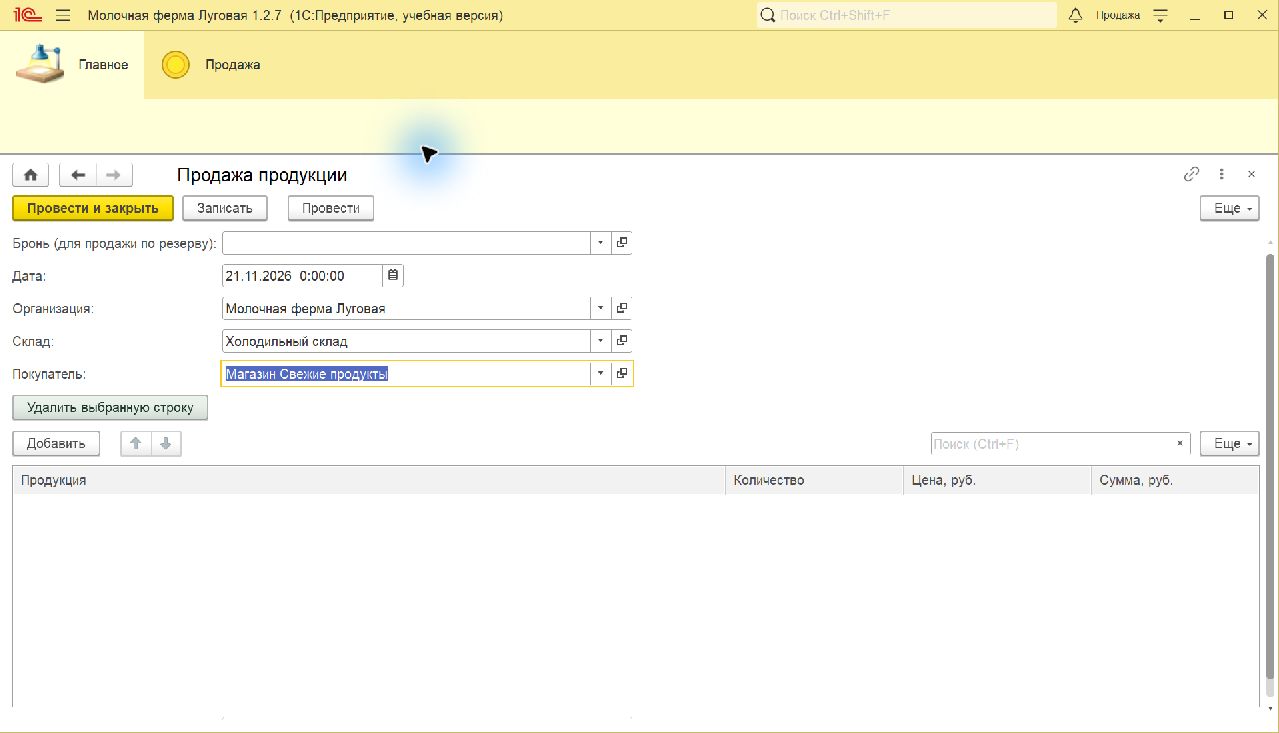 1С Молочная ферма Луговая 1.2.7 (1С:Предприятие, учебная версия) Поиск Ctrl+Shift+F Продажа
Главное Продажа
Продажа продукции
Провести и закрыть Записать Провести Еще
Бронь (для продажи по резерву):
Дата: 21.11.2026 0:00:00
Организация: Молочная ферма Луговая
Склад: Холодильный склад
Покупатель: Магазин Свежие продукты
Удалить выбранную строку
Добавить Поиск (Ctrl+F) × Еще
Продукция Количество Цена, руб. Сумма, руб.